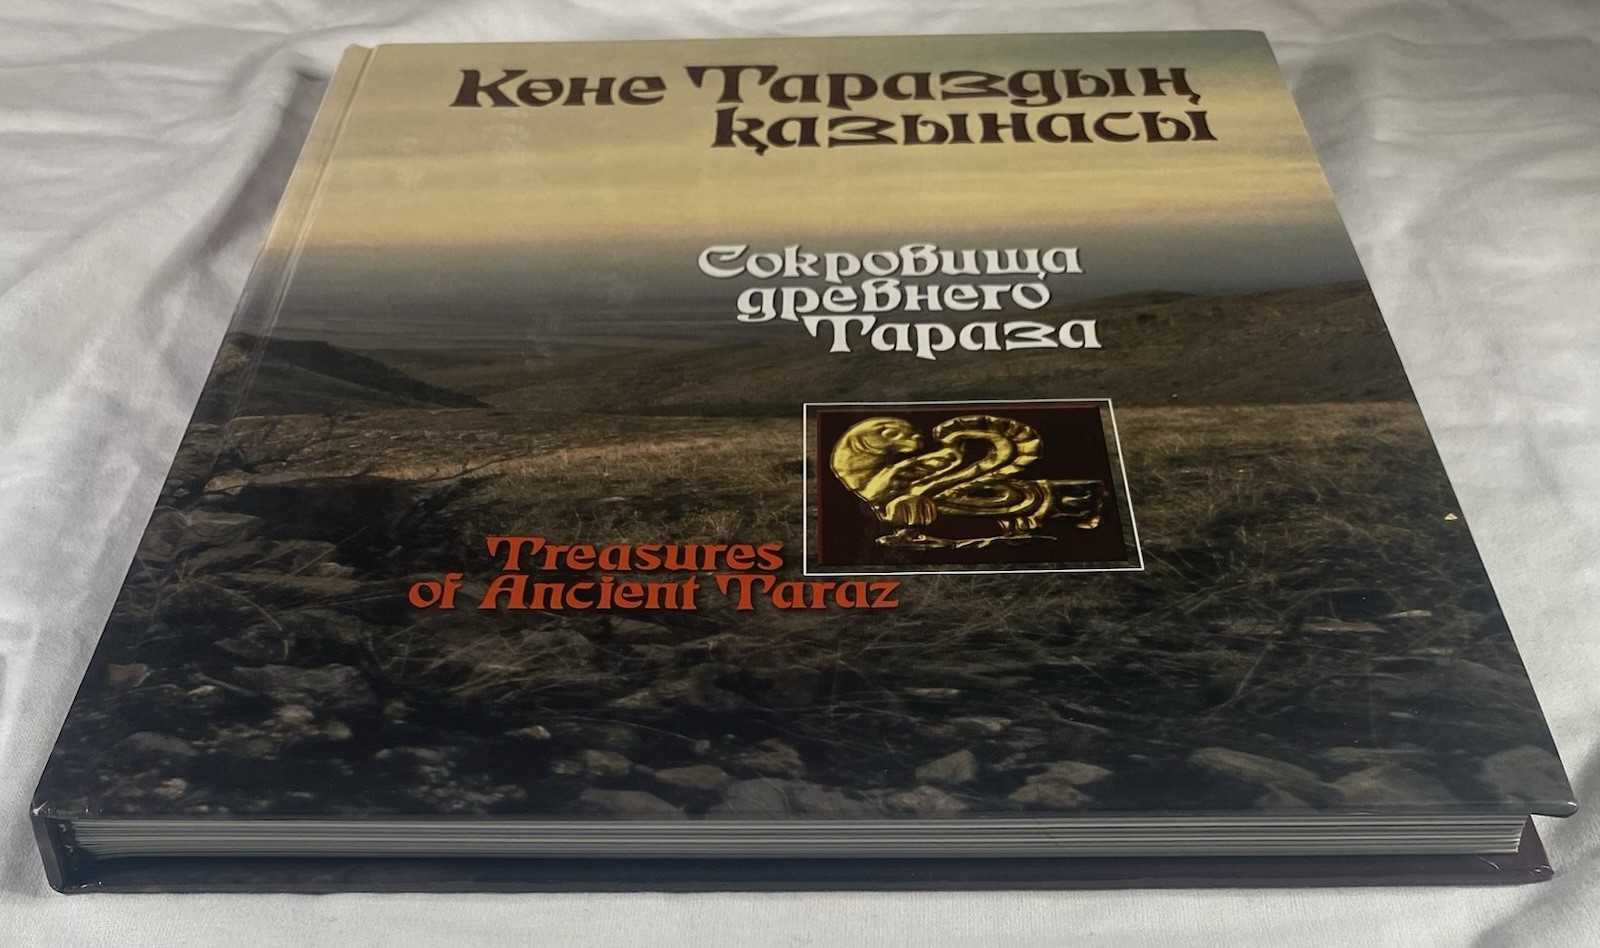 Көне Тараздың
қазынасы
Сокровища
древнего
Тараза
Treasures
of Ancient Taraz